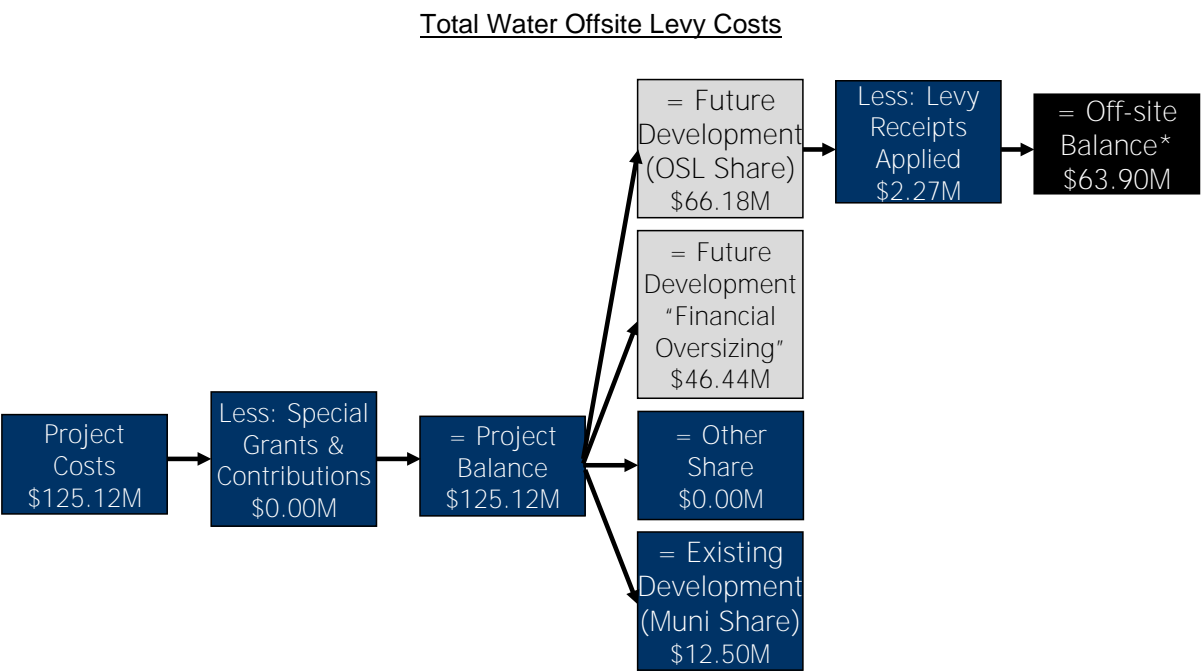 Total Water Offsite Levy Costs
Project
Costs
$125.12M
Less: Special
Grants &
Contributions
$0.00M
= Project
Balance
$125.12M
= Future
Development
(OSL Share)
$66.18M
Less: Levy
Receipts
Applied
$2.27M
= Off-site
Balance*
$63.90M
= Future
Development
“Financial
Oversizing”
$46.44M
= Other
Share
$0.00M
= Existing
Development
(Muni Share)
$12.50M